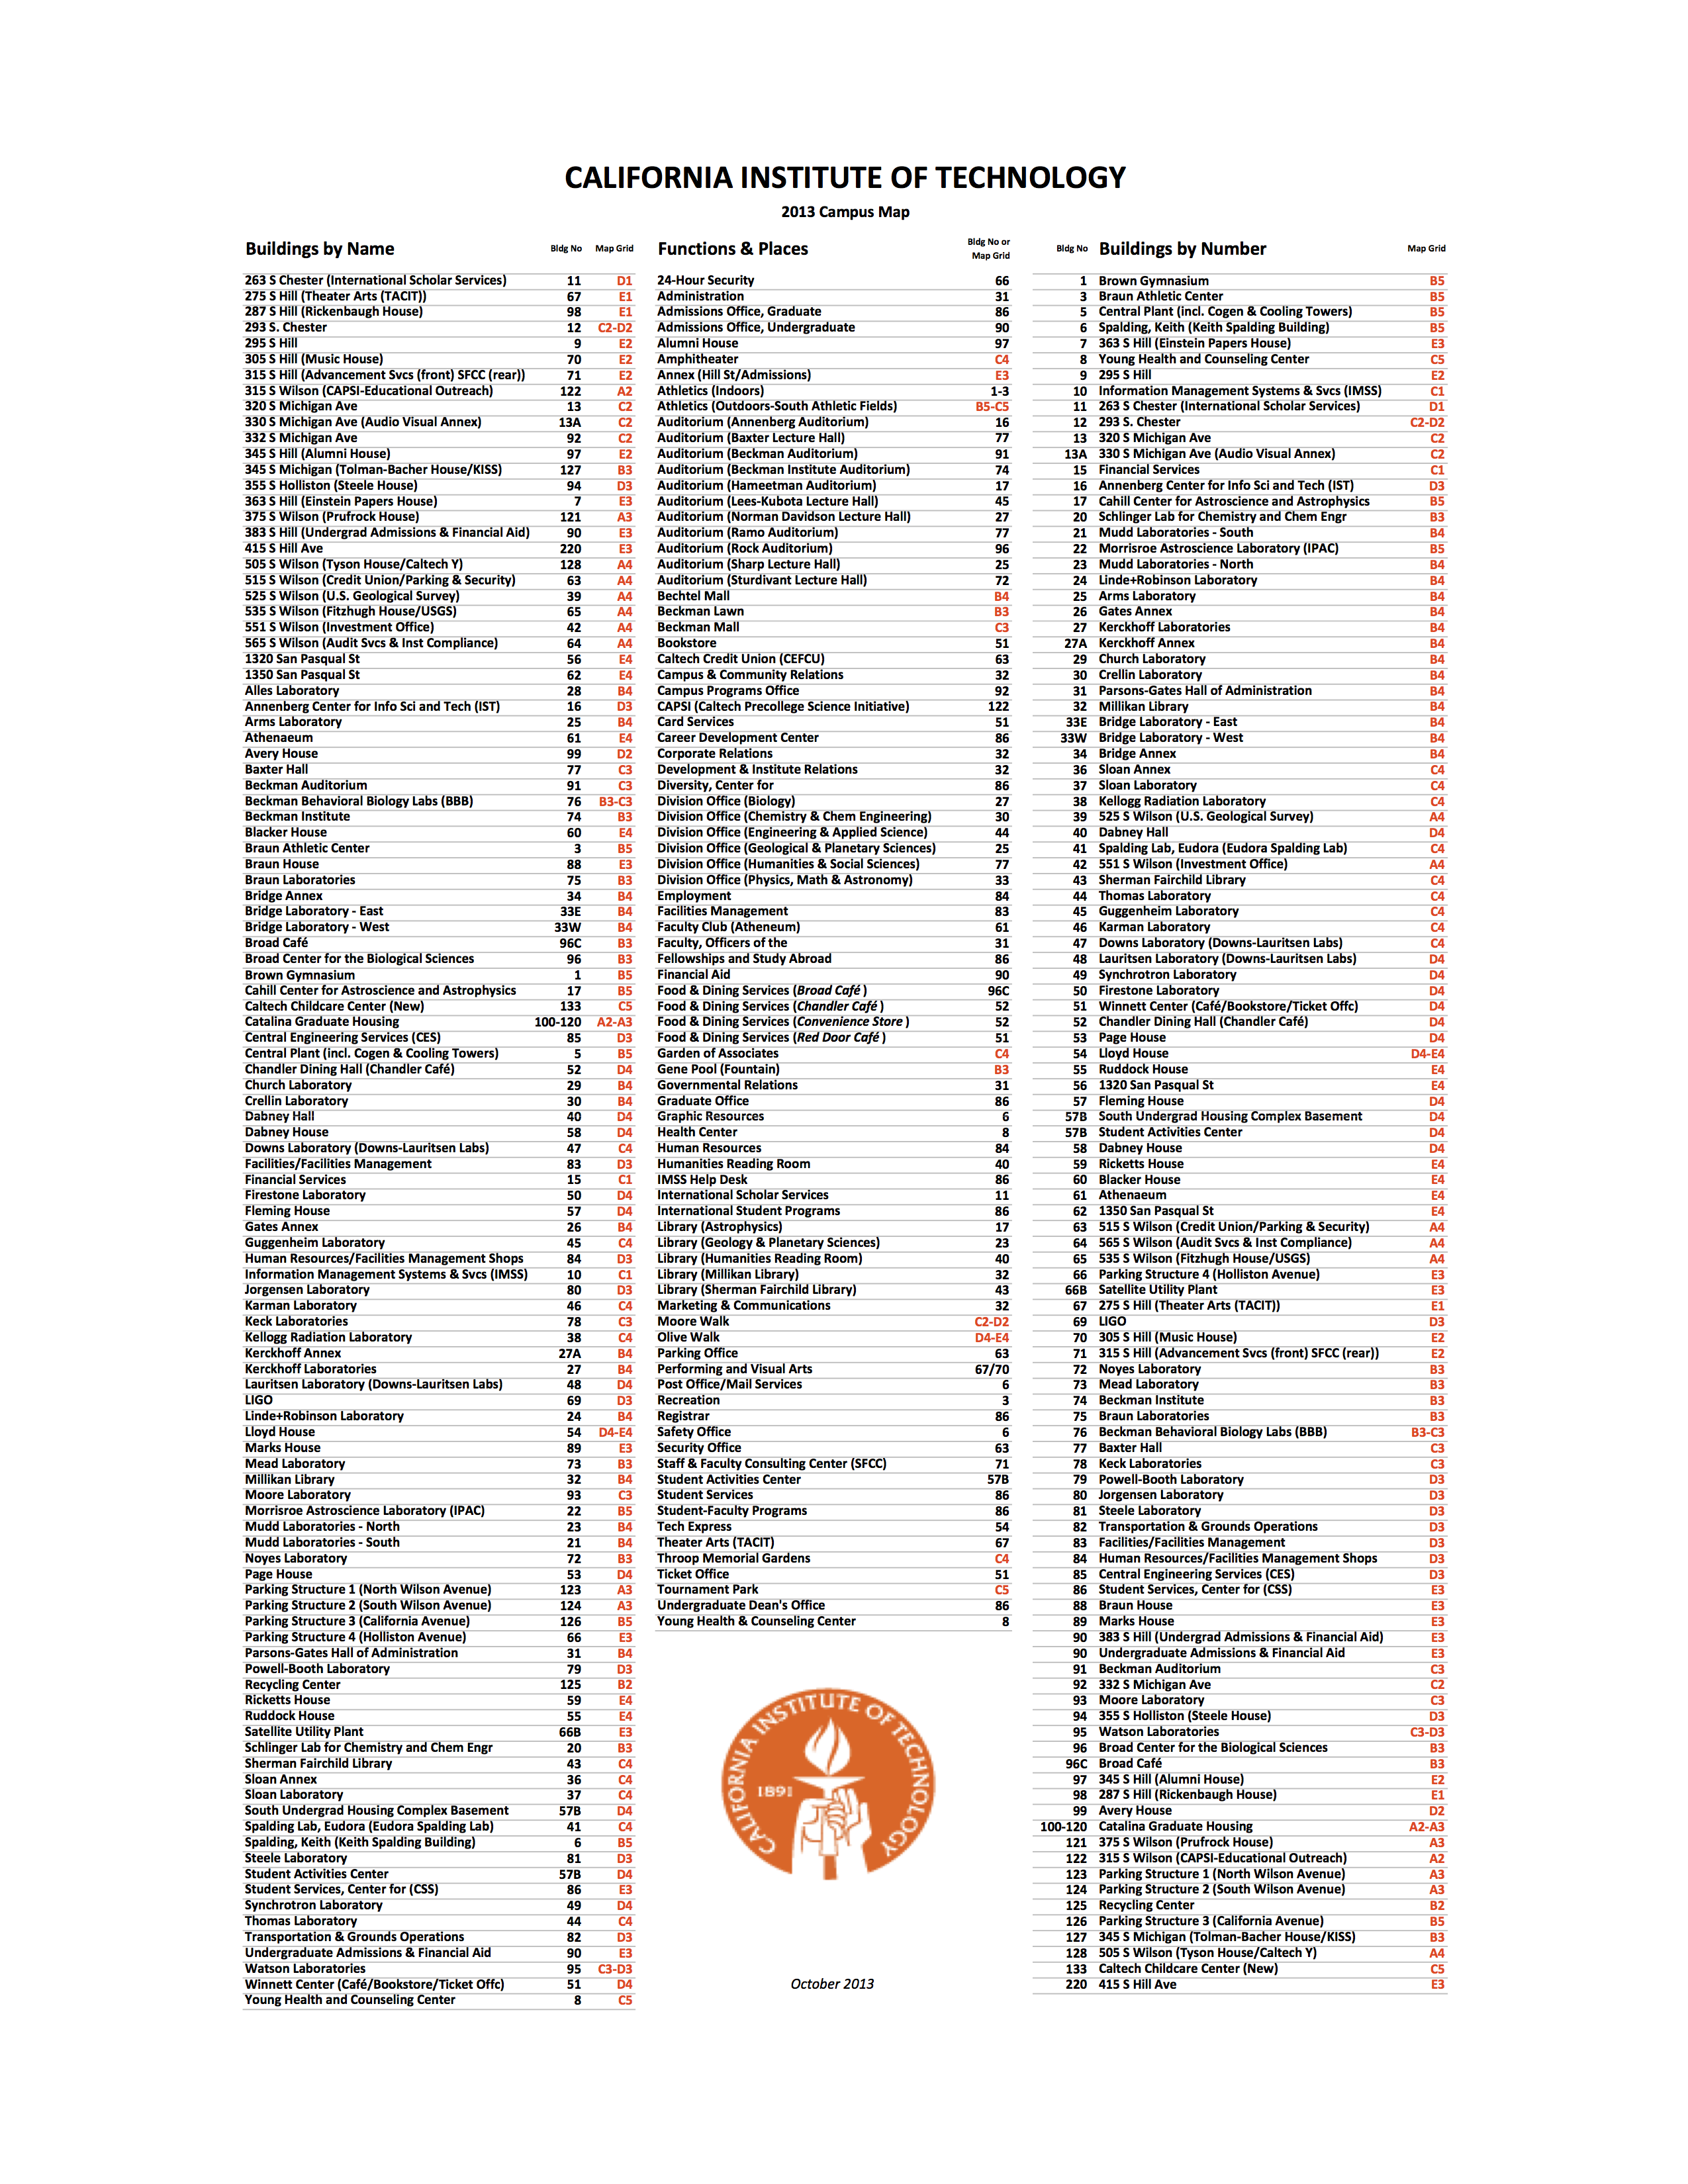 CALIFORNIA INSTITUTE OF TECHNOLOGY
2013 Campus Map
Buildings by Name Bldg No Map Grid
263 S Chester (International Scholar Services) 11 D1
275 S Hill (Theater Arts (TACIT)) 67 E1
287 S Hill (Rickenbaugh House) 98 E1
293 S. Chester 12 C2-D2
295 S Hill 9 E2
305 S Hill (Music House) 70 E2
315 S Hill (Advancement Svcs (front) SFCC (rear)) 71 E2
315 S Wilson (CAPSI-Educational Outreach) 122 A2
320 S Michigan Ave 13 C2
330 S Michigan Ave (Audio Visual Annex) 13A C2
332 S Michigan Ave 92 C2
345 S Hill (Alumni House) 97 E2
345 S Michigan (Tolman-Bacher House/KISS) 127 B3
355 S Holliston (Steele House) 94 D3
363 S Hill (Einstein Papers House) 7 E3
375 S Wilson (Prufrock House) 121 A3
383 S Hill (Undergrad Admissions & Financial Aid) 90 E3
415 S Hill Ave 220 E3
505 S Wilson (Tyson House/Caltech Y) 128 A4
515 S Wilson (Credit Union/Parking & Security) 63 A4
525 S Wilson (U.S. Geological Survey) 39 A4
535 S Wilson (Fitzhugh House/USGS) 65 A4
551 S Wilson (Investment Office) 42 A4
565 S Wilson (Audit Svcs & Inst Compliance) 64 A4
1320 San Pasqual St 56 E4
1350 San Pasqual St 62 E4
Alles Laboratory 28 B4
Annenberg Center for Info Sci and Tech (IST) 16 D3
Arms Laboratory 25 B4
Athenaeum 61 E4
Avery House 99 D2
Baxter Hall 77 C3
Beckman Auditorium 91 C3
Beckman Behavioral Biology Labs (BBB) 76 B3-C3
Beckman Institute 74 B3
Blacker House 60 E4
Braun Athletic Center 3 B5
Braun House 88 E3
Braun Laboratories 75 B3
Bridge Annex 34 B4
Bridge Laboratory - East 33E B4
Bridge Laboratory - West 33W B4
Broad Café 96C B3
Broad Center for the Biological Sciences 96 B3
Brown Gymnasium 1 B5
Cahill Center for Astroscience and Astrophysics 17 B5
Caltech Childcare Center (New) 133 C5
Catalina Graduate Housing 100-120 A2-A3
Central Engineering Services (CES) 85 D3
Central Plant (incl. Cogen & Cooling Towers) 5 B5
Chandler Dining Hall (Chandler Café) 52 D4
Church Laboratory 29 B4
Crellin Laboratory 30 B4
Dabney Hall 40 D4
Dabney House 58 D4
Downs Laboratory (Downs-Lauritsen Labs) 47 C4
Facilities/Facilities Management 83 D3
Financial Services 15 C1
Firestone Laboratory 50 D4
Fleming House 57 D4
Gates Annex 26 B4
Guggenheim Laboratory 45 C4
Human Resources/Facilities Management Shops 84 D3
Information Management Systems & Svcs (IMSS) 10 C1
Jorgensen Laboratory 80 D3
Karman Laboratory 46 C4
Keck Laboratories 78 C3
Kellogg Radiation Laboratory 38 C4
Kerckhoff Annex 27A B4
Kerckhoff Laboratories 27 B4
Lauritsen Laboratory (Downs-Lauritsen Labs) 48 D4
LIGO 69 D3
Linde+Robinson Laboratory 24 B4
Lloyd House 54 D4-E4
Marks House 89 E3
Mead Laboratory 73 B3
Millikan Library 32 B4
Moore Laboratory 93 C3
Morrisroe Astroscience Laboratory (IPAC) 22 B5
Mudd Laboratories - North 23 B4
Mudd Laboratories - South 21 B4
Noyes Laboratory 72 B3
Page House 53 D4
Parking Structure 1 (North Wilson Avenue) 123 A3
Parking Structure 2 (South Wilson Avenue) 124 A3
Parking Structure 3 (California Avenue) 126 B5
Parking Structure 4 (Holliston Avenue) 66 E3
Parsons-Gates Hall of Administration 31 B4
Powell-Booth Laboratory 79 D3
Recycling Center 125 B2
Ricketts House 59 E4
Ruddock House 55 E4
Satellite Utility Plant 66B E3
Schlinger Lab for Chemistry and Chem Engr 20 B3
Sherman Fairchild Library 43 C4
Sloan Annex 36 C4
Sloan Laboratory 37 C4
South Undergrad Housing Complex Basement 57B D4
Spalding Lab, Eudora (Eudora Spalding Lab) 41 C4
Spalding, Keith (Keith Spalding Building) 6 B5
Steele Laboratory 81 D3
Student Activities Center 57B D4
Student Services, Center for (CSS) 86 E3
Synchrotron Laboratory 49 D4
Thomas Laboratory 44 C4
Transportation & Grounds Operations 82 D3
Undergraduate Admissions & Financial Aid 90 E3
Watson Laboratories 95 C3-D3
Winnett Center (Café/Bookstore/Ticket Offc) 51 D4
Young Health and Counseling Center 8 C5
Functions & Places Bldg No or Map Grid
24-Hour Security 66
Administration 31
Admissions Office, Graduate 86
Admissions Office, Undergraduate 90
Alumni House 97
Amphitheater C4
Annex (Hill St/Admissions) E3
Athletics (Indoors) 1-3
Athletics (Outdoors-South Athletic Fields) B5-C5
Auditorium (Annenberg Auditorium) 16
Auditorium (Baxter Lecture Hall) 77
Auditorium (Beckman Auditorium) 91
Auditorium (Beckman Institute Auditorium) 74
Auditorium (Hameetman Auditorium) 17
Auditorium (Lees-Kubota Lecture Hall) 45
Auditorium (Norman Davidson Lecture Hall) 27
Auditorium (Ramo Auditorium) 77
Auditorium (Rock Auditorium) 96
Auditorium (Sharp Lecture Hall) 25
Auditorium (Sturdivant Lecture Hall) 72
Bechtel Mall B4
Beckman Lawn B3
Beckman Mall C3
Bookstore 51
Caltech Credit Union (CEFCU) 63
Campus & Community Relations 32
Campus Programs Office 92
CAPSI (Caltech Precollege Science Initiative) 122
Card Services 51
Career Development Center 86
Corporate Relations 32
Development & Institute Relations 32
Diversity, Center for 86
Division Office (Biology) 27
Division Office (Chemistry & Chem Engineering) 30
Division Office (Engineering & Applied Science) 44
Division Office (Geological & Planetary Sciences) 25
Division Office (Humanities & Social Sciences) 77
Division Office (Physics, Math & Astronomy) 33
Employment 84
Facilities Management 83
Faculty Club (Atheneum) 61
Faculty, Officers of the 31
Fellowships and Study Abroad 86
Financial Aid 90
Food & Dining Services (Broad Café ) 96C
Food & Dining Services (Chandler Café ) 52
Food & Dining Services (Convenience Store ) 52
Food & Dining Services (Red Door Café ) 51
Garden of Associates C4
Gene Pool (Fountain) B3
Governmental Relations 31
Graduate Office 86
Graphic Resources 6
Health Center 8
Human Resources 84
Humanities Reading Room 40
IMSS Help Desk 86
International Scholar Services 11
International Student Programs 86
Library (Astrophysics) 17
Library (Geology & Planetary Sciences) 23
Library (Humanities Reading Room) 40
Library (Millikan Library) 32
Library (Sherman Fairchild Library) 43
Marketing & Communications 32
Moore Walk C2-D2
Olive Walk D4-E4
Parking Office 63
Performing and Visual Arts 67/70
Post Office/Mail Services 6
Recreation 3
Registrar 86
Safety Office 6
Security Office 63
Staff & Faculty Consulting Center (SFCC) 71
Student Activities Center 57B
Student Services 86
Student-Faculty Programs 86
Tech Express 54
Theater Arts (TACIT) 67
Throop Memorial Gardens C4
Ticket Office 51
Tournament Park C5
Undergraduate Dean's Office 86
Young Health & Counseling Center 8
CALIFORNIA INSTITUTE OF TECHNOLOGY
1891
October 2013
Bldg No Buildings by Number Map Grid
1 Brown Gymnasium B5
3 Braun Athletic Center B5
5 Central Plant (incl. Cogen & Cooling Towers) B5
6 Spalding, Keith (Keith Spalding Building) B5
7 363 S Hill (Einstein Papers House) E3
8 Young Health and Counseling Center C5
9 295 S Hill E2
10 Information Management Systems & Svcs (IMSS) C1
11 263 S Chester (International Scholar Services) D1
12 293 S. Chester C2-D2
13 320 S Michigan Ave C2
13A 330 S Michigan Ave (Audio Visual Annex) C2
15 Financial Services C1
16 Annenberg Center for Info Sci and Tech (IST) D3
17 Cahill Center for Astroscience and Astrophysics B5
20 Schlinger Lab for Chemistry and Chem Engr B3
21 Mudd Laboratories - South B4
22 Morrisroe Astroscience Laboratory (IPAC) B5
23 Mudd Laboratories - North B4
24 Linde+Robinson Laboratory B4
25 Arms Laboratory B4
26 Gates Annex B4
27 Kerckhoff Laboratories B4
27A Kerckhoff Annex B4
29 Church Laboratory B4
30 Crellin Laboratory B4
31 Parsons-Gates Hall of Administration B4
32 Millikan Library B4
33E Bridge Laboratory - East B4
33W Bridge Laboratory - West B4
34 Bridge Annex B4
36 Sloan Annex C4
37 Sloan Laboratory C4
38 Kellogg Radiation Laboratory C4
39 525 S Wilson (U.S. Geological Survey) A4
40 Dabney Hall D4
41 Spalding Lab, Eudora (Eudora Spalding Lab) C4
42 551 S Wilson (Investment Office) A4
43 Sherman Fairchild Library C4
44 Thomas Laboratory C4
45 Guggenheim Laboratory C4
46 Karman Laboratory C4
47 Downs Laboratory (Downs-Lauritsen Labs) C4
48 Lauritsen Laboratory (Downs-Lauritsen Labs) D4
49 Synchrotron Laboratory D4
50 Firestone Laboratory D4
51 Winnett Center (Café/Bookstore/Ticket Offc) D4
52 Chandler Dining Hall (Chandler Café) D4
53 Page House D4
54 Lloyd House D4-E4
55 Ruddock House E4
56 1320 San Pasqual St E4
57 Fleming House D4
57B South Undergrad Housing Complex Basement D4
57B Student Activities Center D4
58 Dabney House D4
59 Ricketts House E4
60 Blacker House E4
61 Athenaeum E4
62 1350 San Pasqual St E4
63 515 S Wilson (Credit Union/Parking & Security) A4
64 565 S Wilson (Audit Svcs & Inst Compliance) A4
65 535 S Wilson (Fitzhugh House/USGS) A4
66 Parking Structure 4 (Holliston Avenue) E3
66B Satellite Utility Plant E3
67 275 S Hill (Theater Arts (TACIT)) E1
69 LIGO D3
70 305 S Hill (Music House) E2
71 315 S Hill (Advancement Svcs (front) SFCC (rear)) E2
72 Noyes Laboratory B3
73 Mead Laboratory B3
74 Beckman Institute B3
75 Braun Laboratories B3
76 Beckman Behavioral Biology Labs (BBB) B3-C3
77 Baxter Hall C3
78 Keck Laboratories C3
79 Powell-Booth Laboratory D3
80 Jorgensen Laboratory D3
81 Steele Laboratory D3
82 Transportation & Grounds Operations D3
83 Facilities/Facilities Management D3
84 Human Resources/Facilities Management Shops D3
85 Central Engineering Services (CES) D3
86 Student Services, Center for (CSS) E3
88 Braun House E3
89 Marks House E3
90 383 S Hill (Undergrad Admissions & Financial Aid) E3
90 Undergraduate Admissions & Financial Aid E3
91 Beckman Auditorium C3
92 332 S Michigan Ave C2
93 Moore Laboratory C3
94 355 S Holliston (Steele House) D3
95 Watson Laboratories C3-D3
96 Broad Center for the Biological Sciences B3
96C Broad Café B3
97 345 S Hill (Alumni House) E2
98 287 S Hill (Rickenbaugh House) E1
99 Avery House D2
100-120 Catalina Graduate Housing A2-A3
121 375 S Wilson (Prufrock House) A3
122 315 S Wilson (CAPSI-Educational Outreach) A2
123 Parking Structure 1 (North Wilson Avenue) A3
124 Parking Structure 2 (South Wilson Avenue) A3
125 Recycling Center B2
126 Parking Structure 3 (California Avenue) B5
127 345 S Michigan (Tolman-Bacher House/KISS) B3
128 505 S Wilson (Tyson House/Caltech Y) A4
133 Caltech Childcare Center (New) C5
220 415 S Hill Ave E3